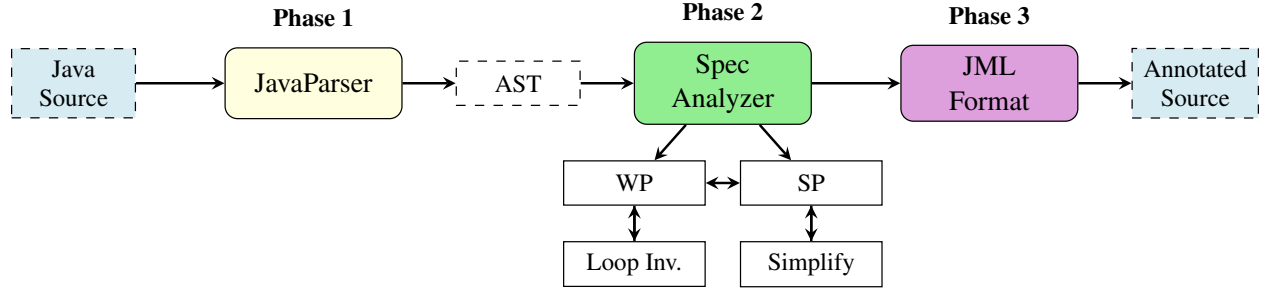 Phase 1
Phase 2
Phase 3
Java
Source
JavaParser
AST
Spec
Analyzer
JML
Format
Annotated
Source
WP
SP
Loop Inv.
Simplify